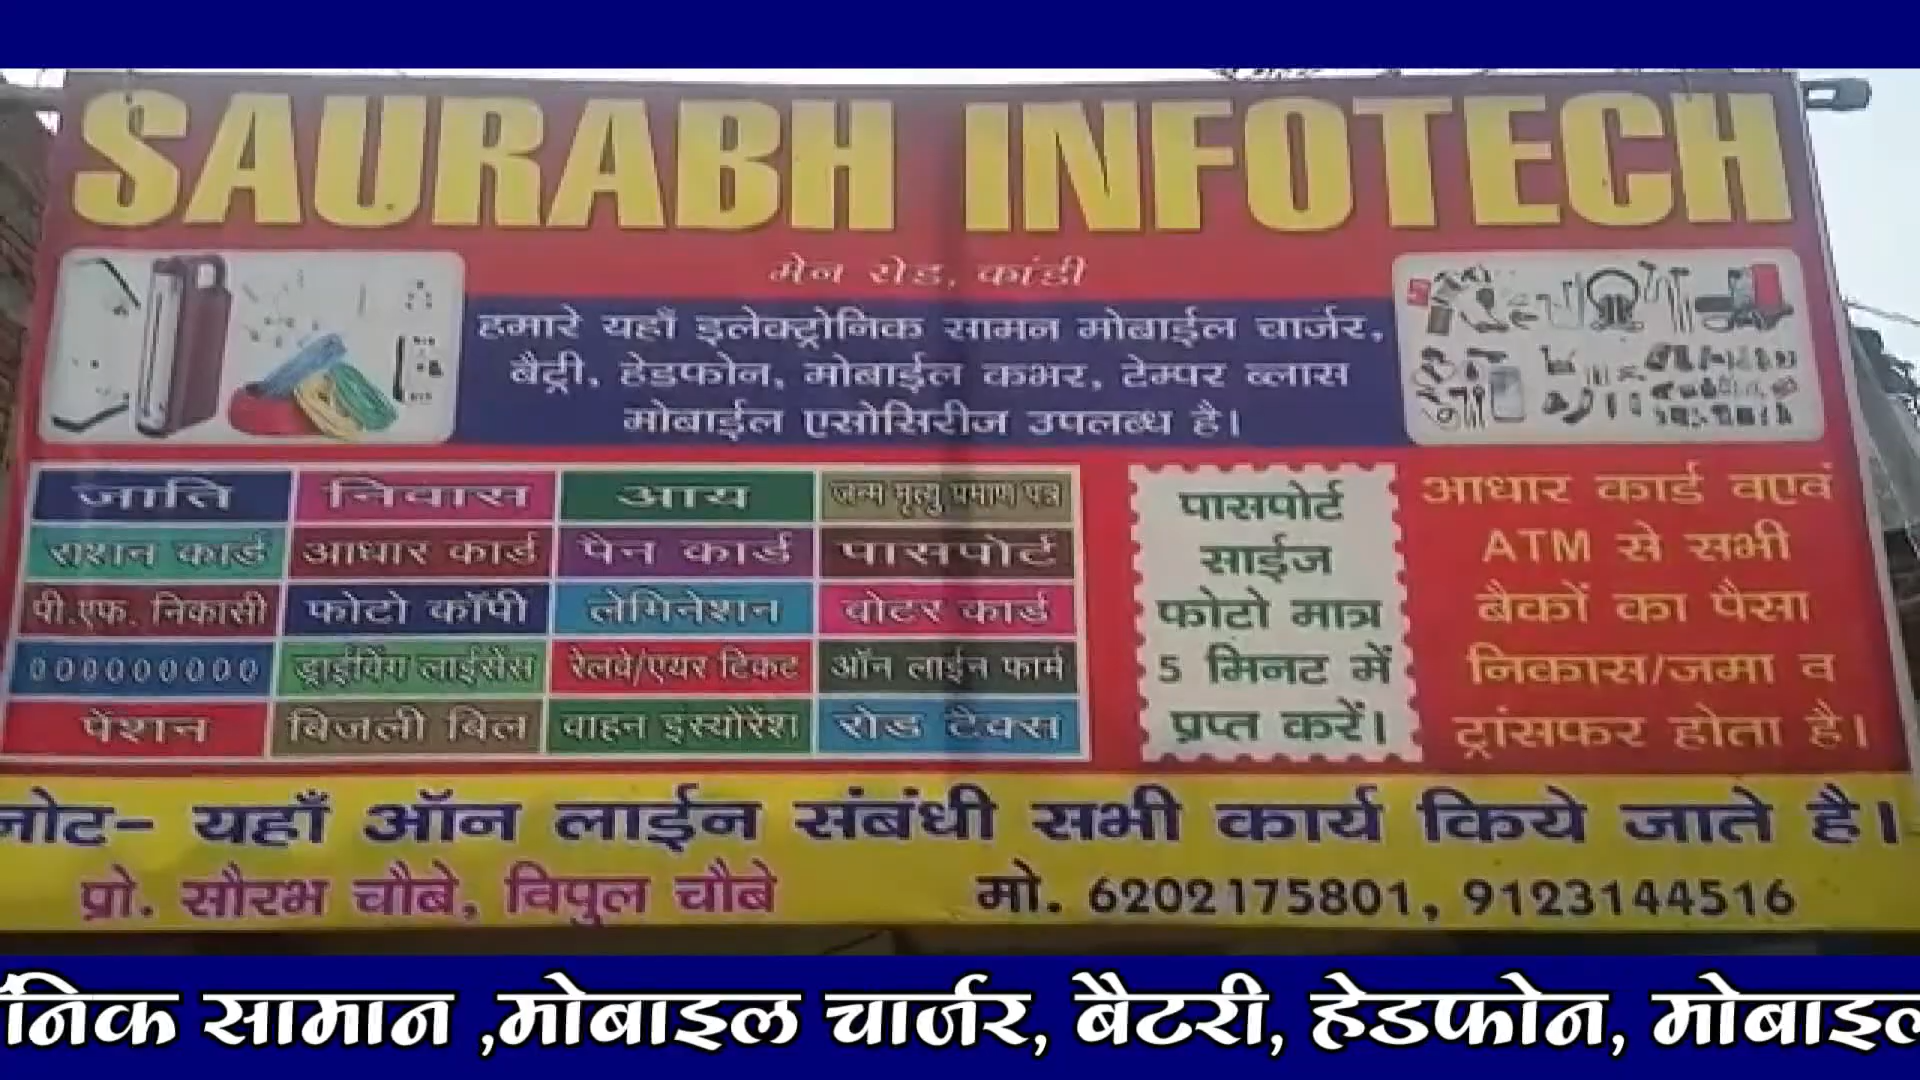 SAURABH INFOTECH
मेन रोड, कांडी
हमारे यहाँ इलेक्ट्रोनिक सामन मोबाईल चार्जर,
बैट्री, हेडफोन, मोबाईल कभर, टेम्पर ब्लास
मोबाईल एसोसिरीज उपलब्ध है।
जाति निवास आय जन्म मृत्यु प्रमाण पत्र
राशन कार्ड आधार कार्ड पैन कार्ड पासपोर्ट
पी.एफ. निकासी फोटो कॉपी लेमिनेशन वोटर कार्ड
000000000 ड्राईविंग लाईसेंस रेलवे/एयर टिकट ऑन लाईन फार्म
पेंशन बिजली बिल वाहन इंस्योरेंश रोड टैक्स
पासपोर्ट
साईज
फोटो मात्र
5 मिनट में
प्रप्त करें।
आधार कार्ड वएवं
ATM से सभी
बैकों का पैसा
निकास/जमा व
ट्रांसफर होता है।
नोट- यहाँ ऑन लाईन संबंधी सभी कार्य किये जाते है।
प्रो. सौरभ चौबे, विपुल चौबे मो. 6202175801, 9123144516
निक सामान ,मोबाइल चार्जर, बैटरी, हेडफोन, मोबाइल